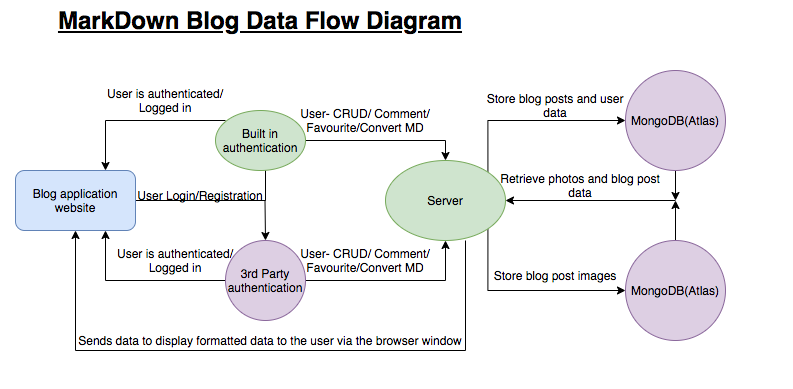 MarkDown Blog Data Flow Diagram
User is authenticated/
Logged in
Built in
authentication
User- CRUD/ Comment/
Favourite/Convert MD
Store blog posts and user
data
MongoDB(Atlas)
Blog application
website
User Login/Registration
Server
Retrieve photos and blog post
data
User is authenticated/
Logged in
3rd Party
authentication
User- CRUD/ Comment/
Favourite/Convert MD
Store blog post images
MongoDB(Atlas)
Sends data to display formatted data to the user via the browser window